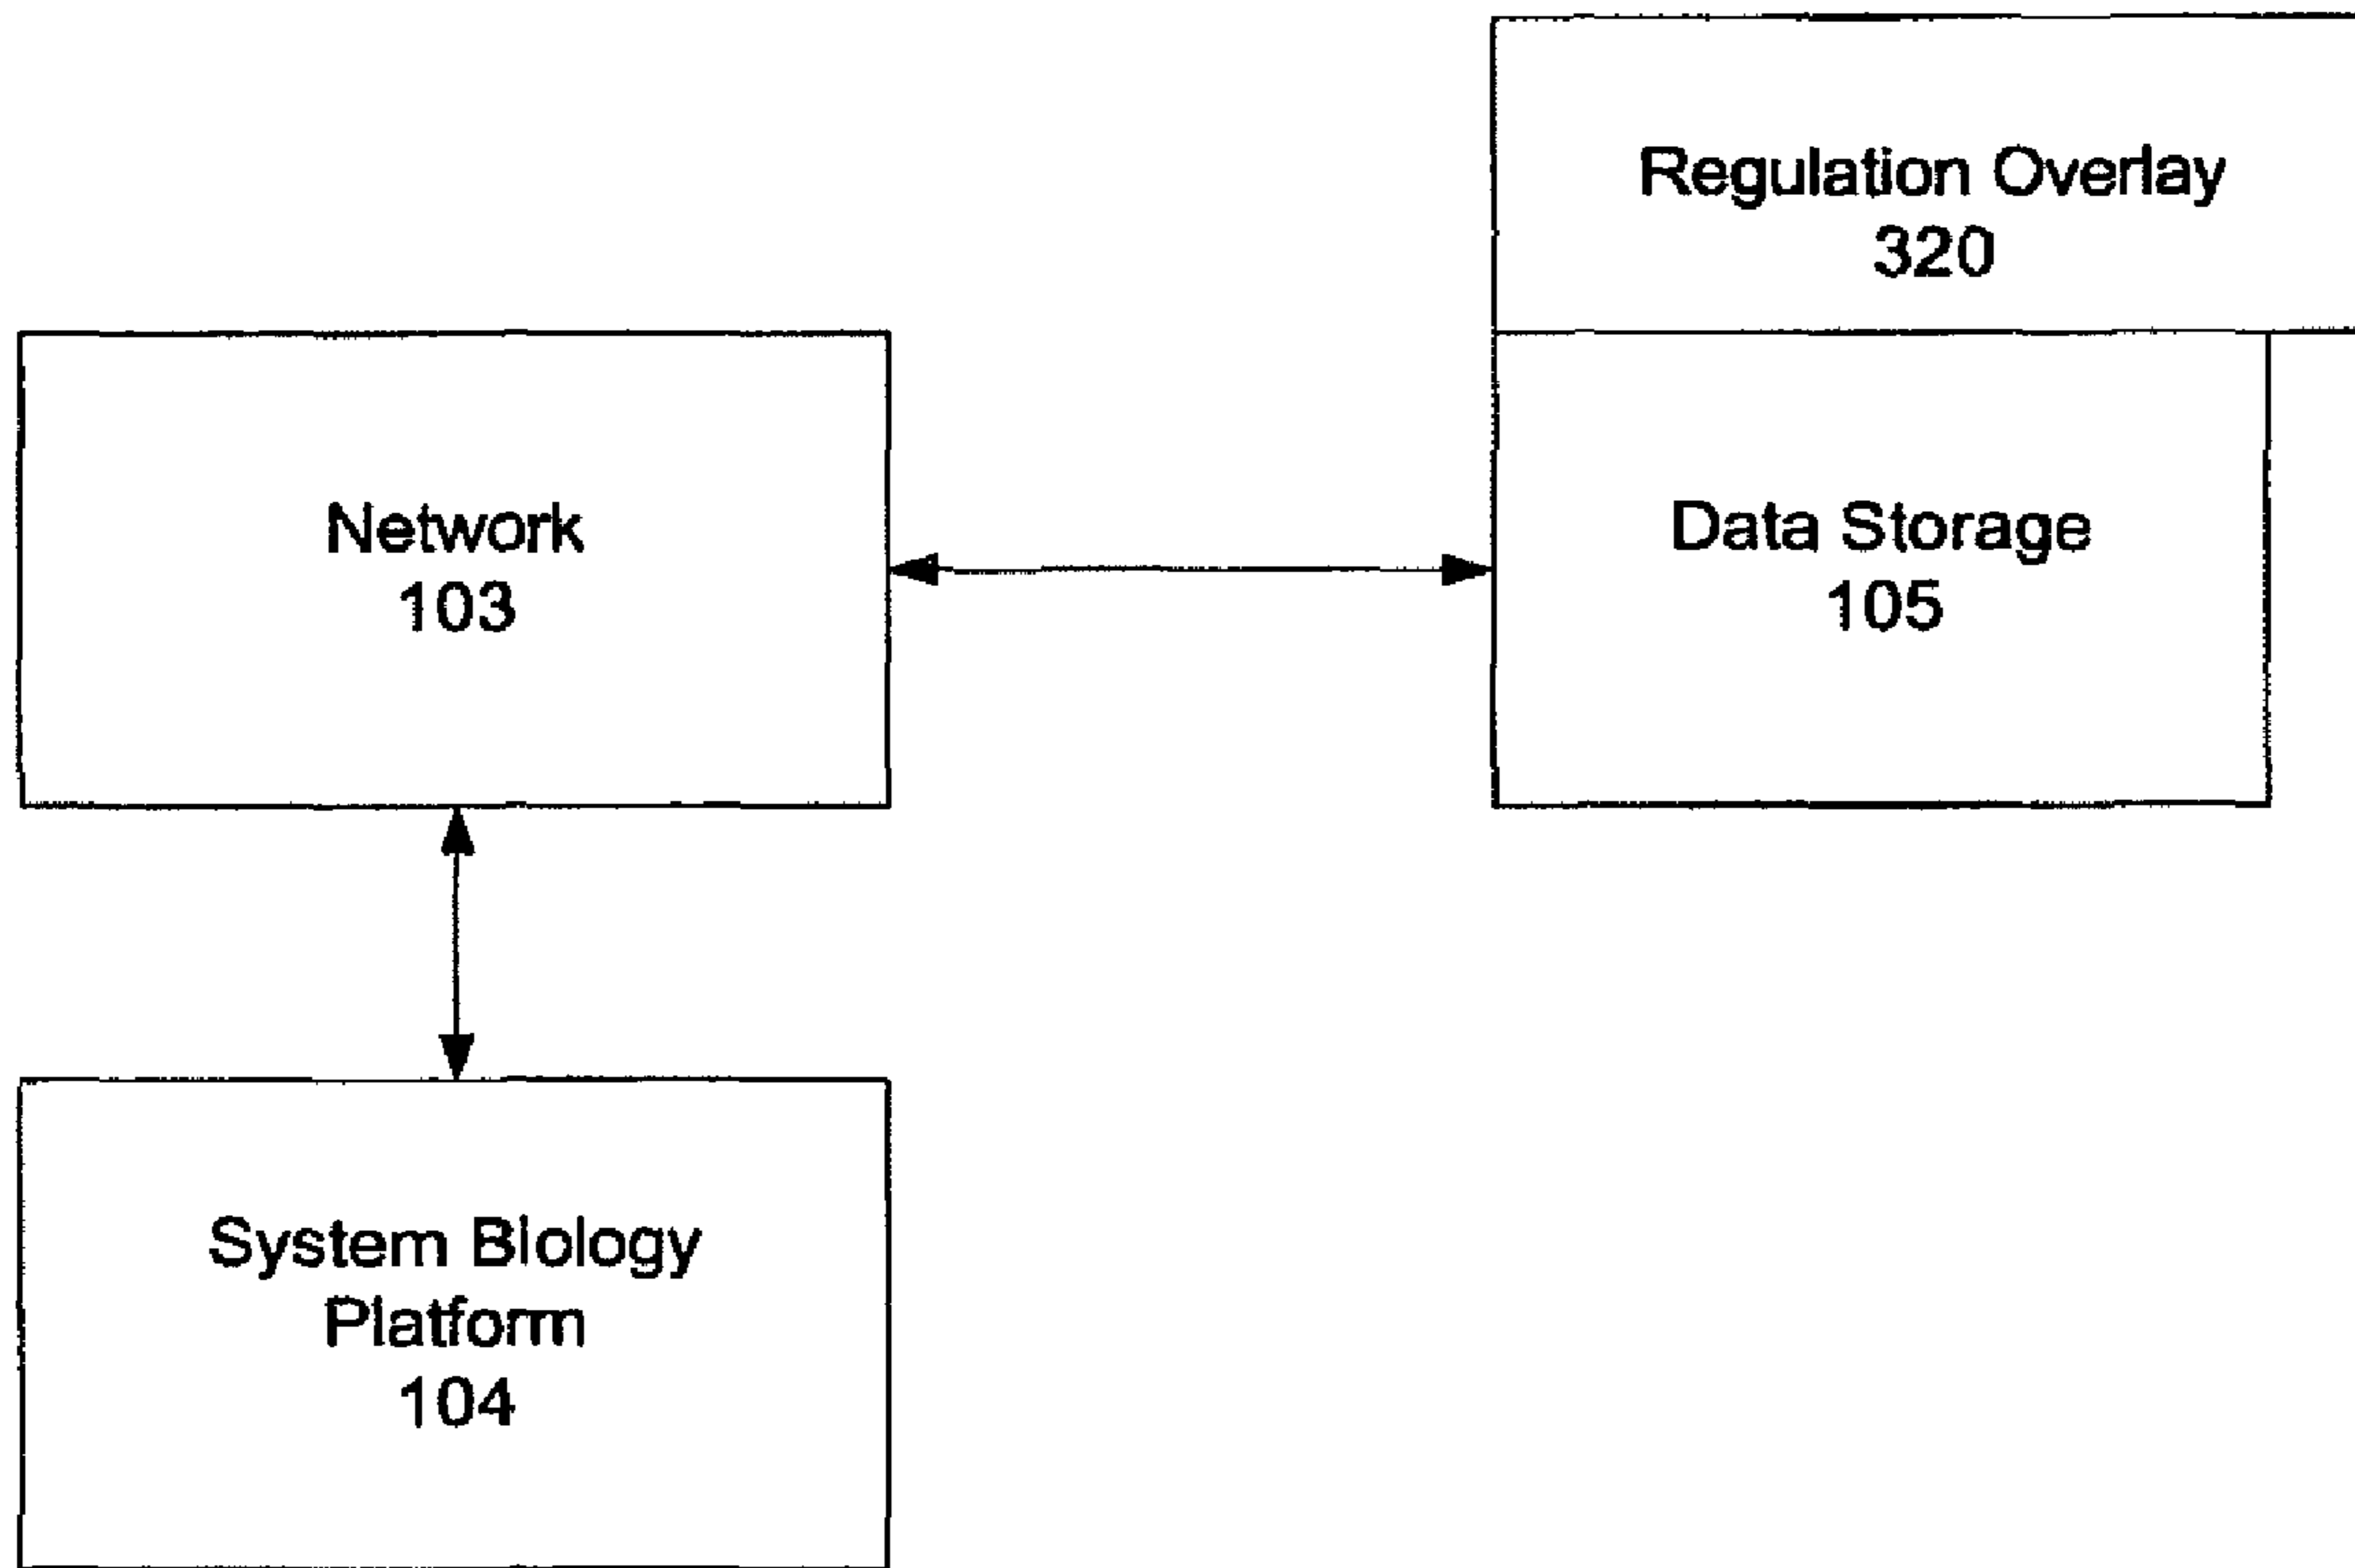 Regulation Overlay
320
Network
103
Data Storage
105
System Biology
Platform
104